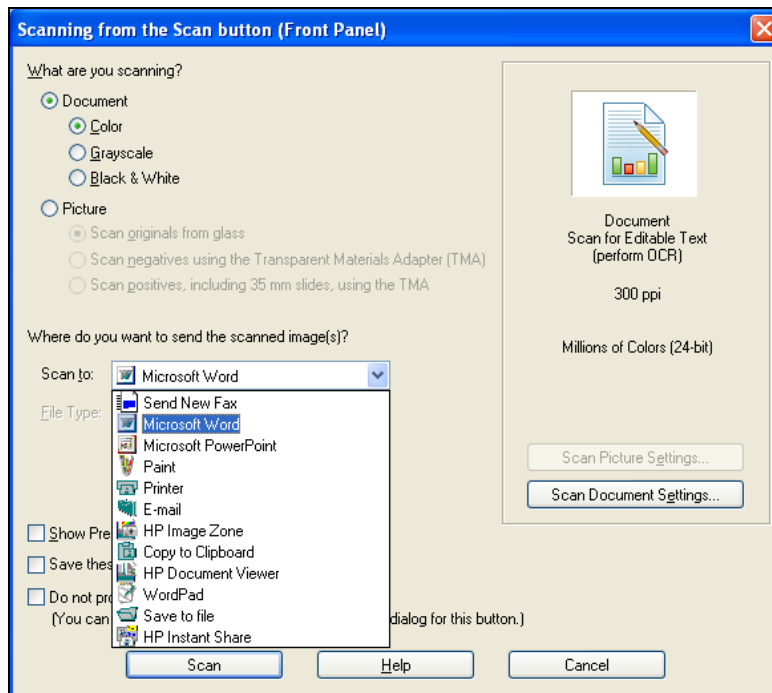 Scanning from the Scan button (Front Panel)
What are you scanning?
Document
Color
Grayscale
Black & White
Picture
Scan originals from glass
Scan negatives using the Transparent Materials Adapter (TMA)
Scan positives, including 35 mm slides, using the TMA
Where do you want to send the scanned image(s)?
Scan to: Microsoft Word
File Type:
Send New Fax
Microsoft Word
Microsoft PowerPoint
Paint
Printer
E-mail
HP Image Zone
Copy to Clipboard
HP Document Viewer
WordPad
Save to file
HP Instant Share
Show Pre
Save thes
Do not pr
(You can dialog for this button.)
Scan Help Cancel
Document
Scan for Editable Text
(perform OCR)
300 ppi
Millions of Colors (24-bit)
Scan Picture Settings...
Scan Document Settings...